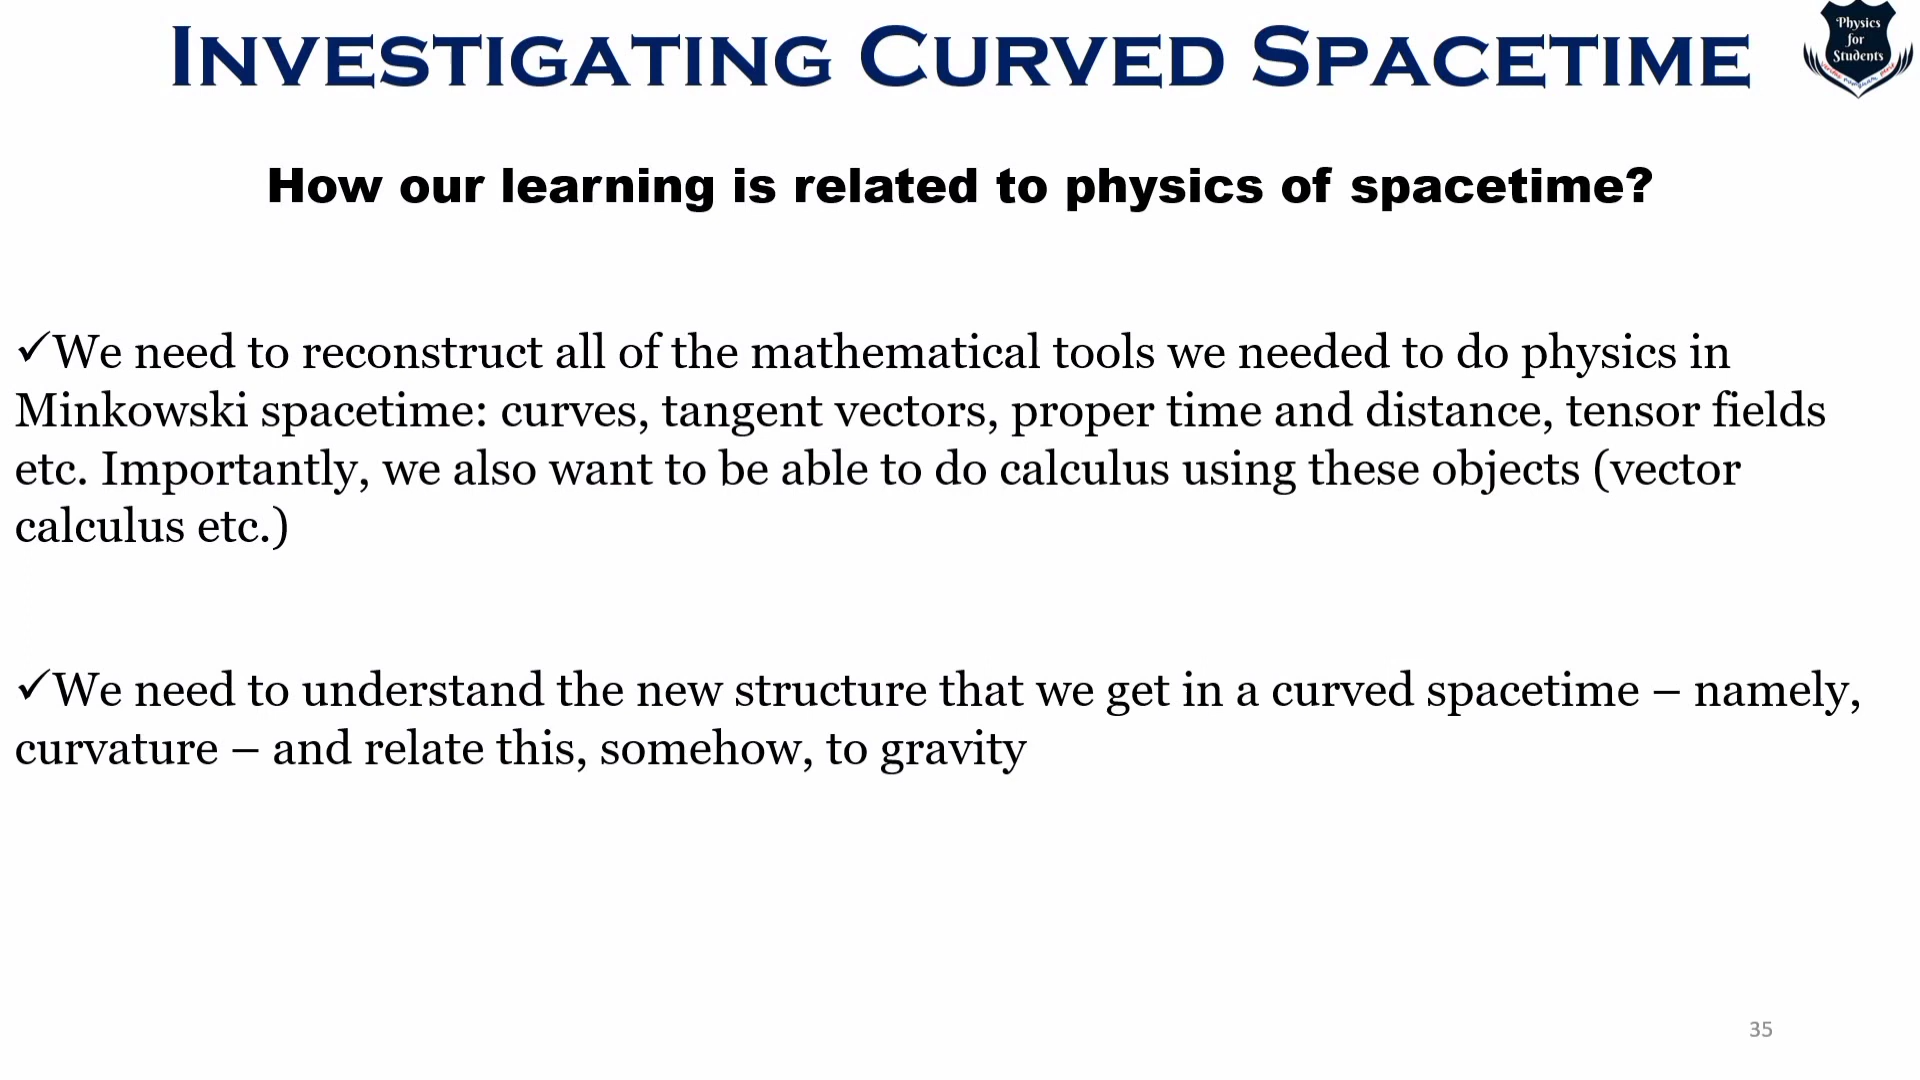 Investigating Curved Spacetime
Physics
for
Students
How our learning is related to physics of spacetime?
✓We need to reconstruct all of the mathematical tools we needed to do physics in
Minkowski spacetime: curves, tangent vectors, proper time and distance, tensor fields
etc. Importantly, we also want to be able to do calculus using these objects (vector
calculus etc.)
✓We need to understand the new structure that we get in a curved spacetime – namely,
curvature – and relate this, somehow, to gravity
35